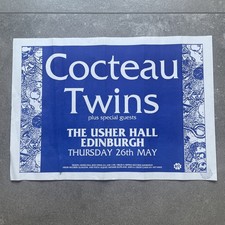 Cocteau
Twins
plus special guests
THE USHER HALL
EDINBURGH
THURSDAY 26th MAY